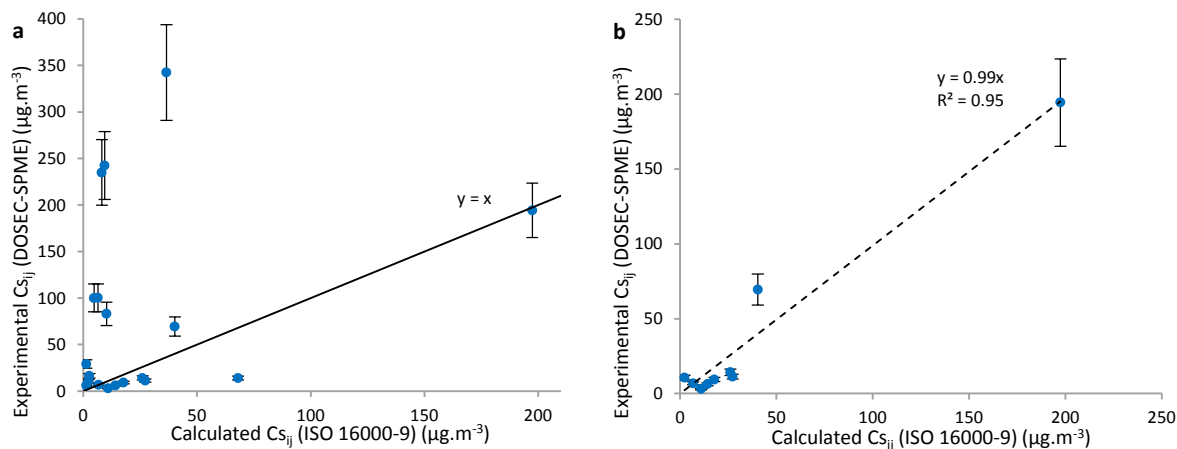 a
Experimental Cs_ij (DOSEC-SPME) (µg.m⁻³)
400
350
300
250
200
150
100
50
0
y = x
0 50 100 150 200
Calculated Cs_ij (ISO 16000-9) (µg.m⁻³)
b
Experimental Cs_ij (DOSEC-SPME) (µg.m⁻³)
250
200
150
100
50
0
y = 0.99x
R² = 0.95
0 50 100 150 200 250
Calculated Cs_ij (ISO 16000-9) (µg.m⁻³)